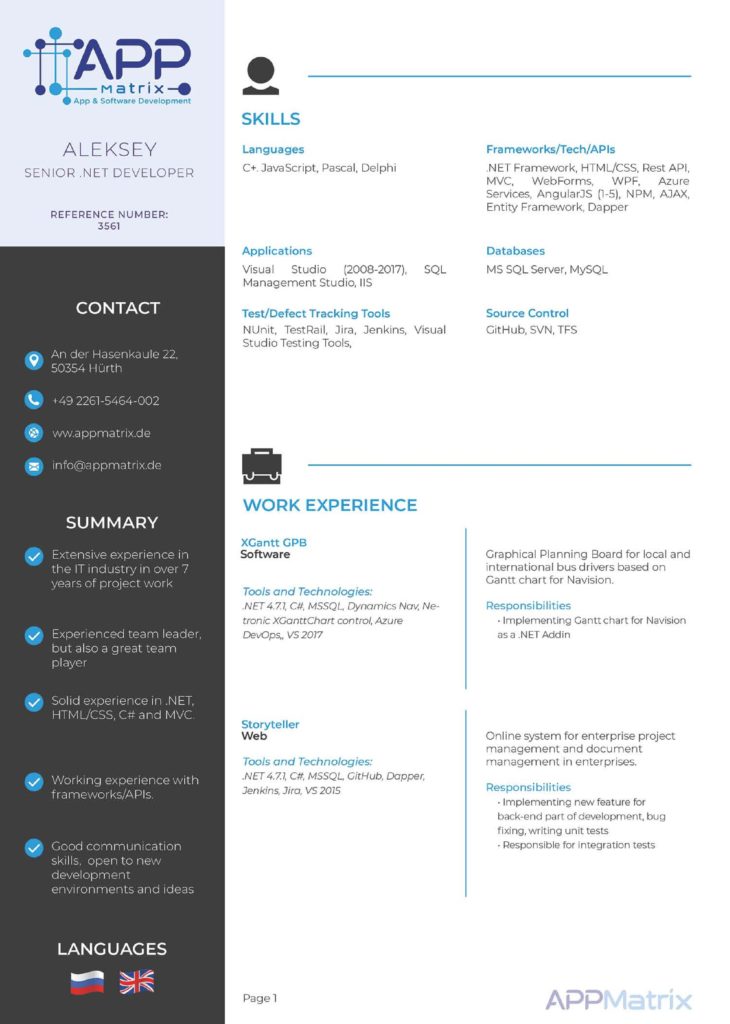 APP
Matrix
App & Software Development
ALEKSEY
SENIOR .NET DEVELOPER
REFERENCE NUMBER:
3561
CONTACT
An der Hasenkaule 22,
50354 Hürth
+49 2261-5464-002
ww.appmatrix.de
info@appmatrix.de
SUMMARY
Extensive experience in
the IT industry in over 7
years of project work
Experienced team leader,
but also a great team
player
Solid experience in .NET,
HTML/CSS, C# and MVC.
Working experience with
frameworks/APIs.
Good communication
skills, open to new
development
environments and ideas
LANGUAGES
SKILLS
Languages
C+. JavaScript, Pascal, Delphi
Frameworks/Tech/APIs
.NET Framework, HTML/CSS, Rest API,
MVC, WebForms, WPF, Azure
Services, AngularJS (1-5), NPM, AJAX,
Entity Framework, Dapper
Applications
Visual Studio (2008-2017), SQL
Management Studio, IIS
Databases
MS SQL Server, MySQL
Test/Defect Tracking Tools
NUnit, TestRail, Jira, Jenkins, Visual
Studio Testing Tools,
Source Control
GitHub, SVN, TFS
WORK EXPERIENCE
XGantt GPB
Software
Tools and Technologies:
.NET 4.7.1, C#, MSSQL, Dynamics Nav, Ne-
tronic XGanttChart control, Azure
DevOps,, VS 2017
Graphical Planning Board for local and
international bus drivers based on
Gantt chart for Navision.
Responsibilities
• Implementing Gantt chart for Navision
as a .NET Addin
Storyteller
Web
Tools and Technologies:
.NET 4.7.1, C#, MSSQL, GitHub, Dapper,
Jenkins, Jira, VS 2015
Online system for enterprise project
management and document
management in enterprises.
Responsibilities
• Implementing new feature for
back-end part of development, bug
fixing, writing unit tests
• Responsible for integration tests
Page 1
APPMatrix